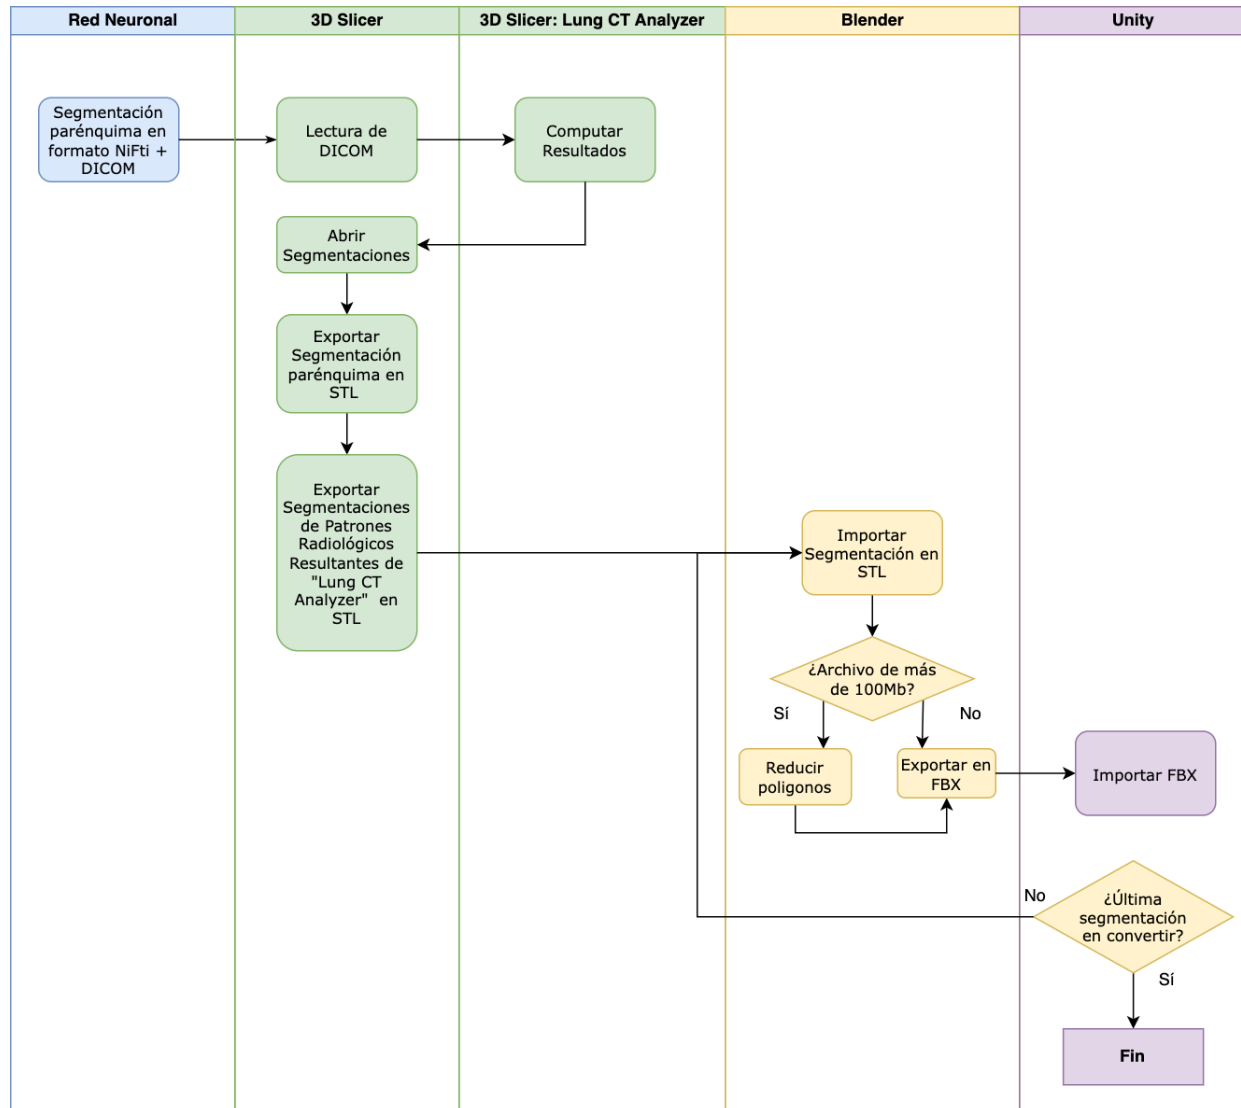 Red Neuronal
3D Slicer
3D Slicer: Lung CT Analyzer
Blender
Unity
Segmentación
parénquima en
formato NiFti +
DICOM
Lectura de
DICOM
Computar
Resultados
Abrir
Segmentaciones
Exportar
Segmentación
parénquima en
STL
Exportar
Segmentaciones
de Patrones
Radiológicos
Resultantes de
"Lung CT
Analyzer" en
STL
Importar
Segmentación en
STL
¿Archivo de más
de 100Mb?
Sí
No
Reducir
poligonos
Exportar en
FBX
Importar FBX
No
¿Última
segmentación
en convertir?
Sí
Fin